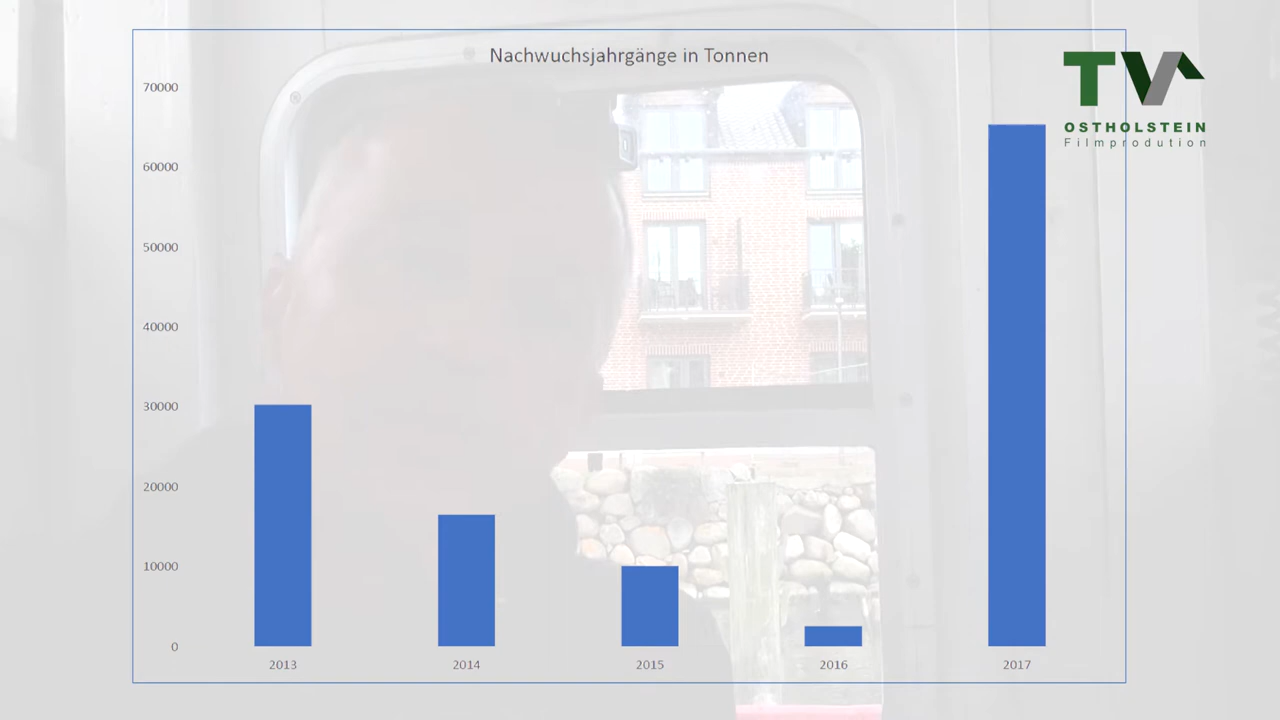 Nachwuchsjahrgänge in Tonnen
TV
OSTHOLSTEIN
Filmprodution
70000
60000
50000
40000
30000
20000
10000
0
2013 2014 2015 2016 2017